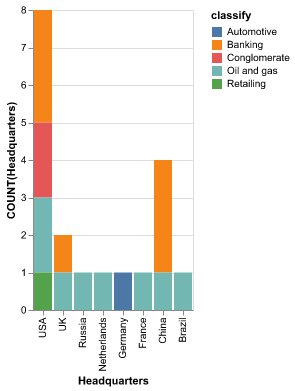 classify
Automotive
Banking
Conglomerate
Oil and gas
Retailing
COUNT(Headquarters)
8
7
6
5
4
3
2
1
0
USA
UK
Russia
Netherlands
Germany
France
China
Brazil
Headquarters